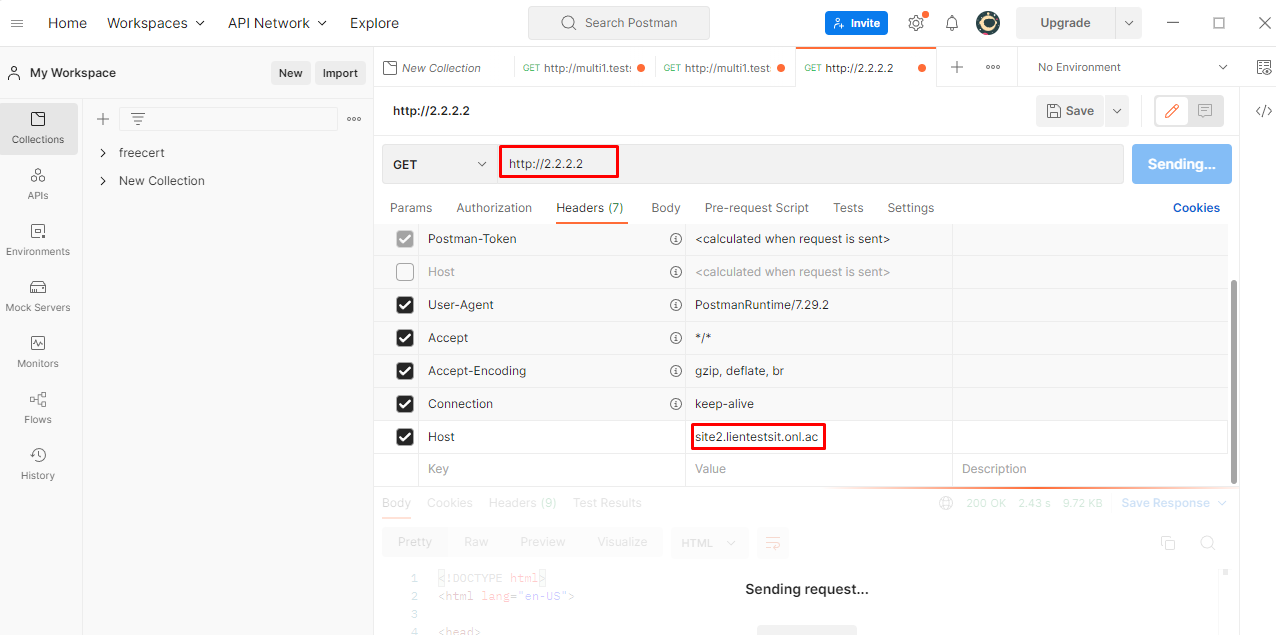 Home Workspaces API Network Explore Search Postman Invite Upgrade
My Workspace New Import
New Collection GET http://multi1.test: GET http://multi1.test: GET http://2.2.2.2 No Environment
http://2.2.2.2 Save
GET http://2.2.2.2 Sending...
Params Authorization Headers (7) Body Pre-request Script Tests Settings Cookies
Collections
APIs
Environments
Mock Servers
Monitors
Flows
History
freecert
New Collection
Postman-Token <calculated when request is sent>
Host <calculated when request is sent>
User-Agent PostmanRuntime/7.29.2
Accept */*
Accept-Encoding gzip, deflate, br
Connection keep-alive
Host site2.lientestsit.onl.ac
Key Value Description
Body Cookies Headers (9) Test Results 200 OK 2.43 s 9.72 KB Save Response
Pretty Raw Preview Visualize HTML
1 <!DOCTYPE html>
2 <html lang="en-US">
3
4 <head>
Sending request...